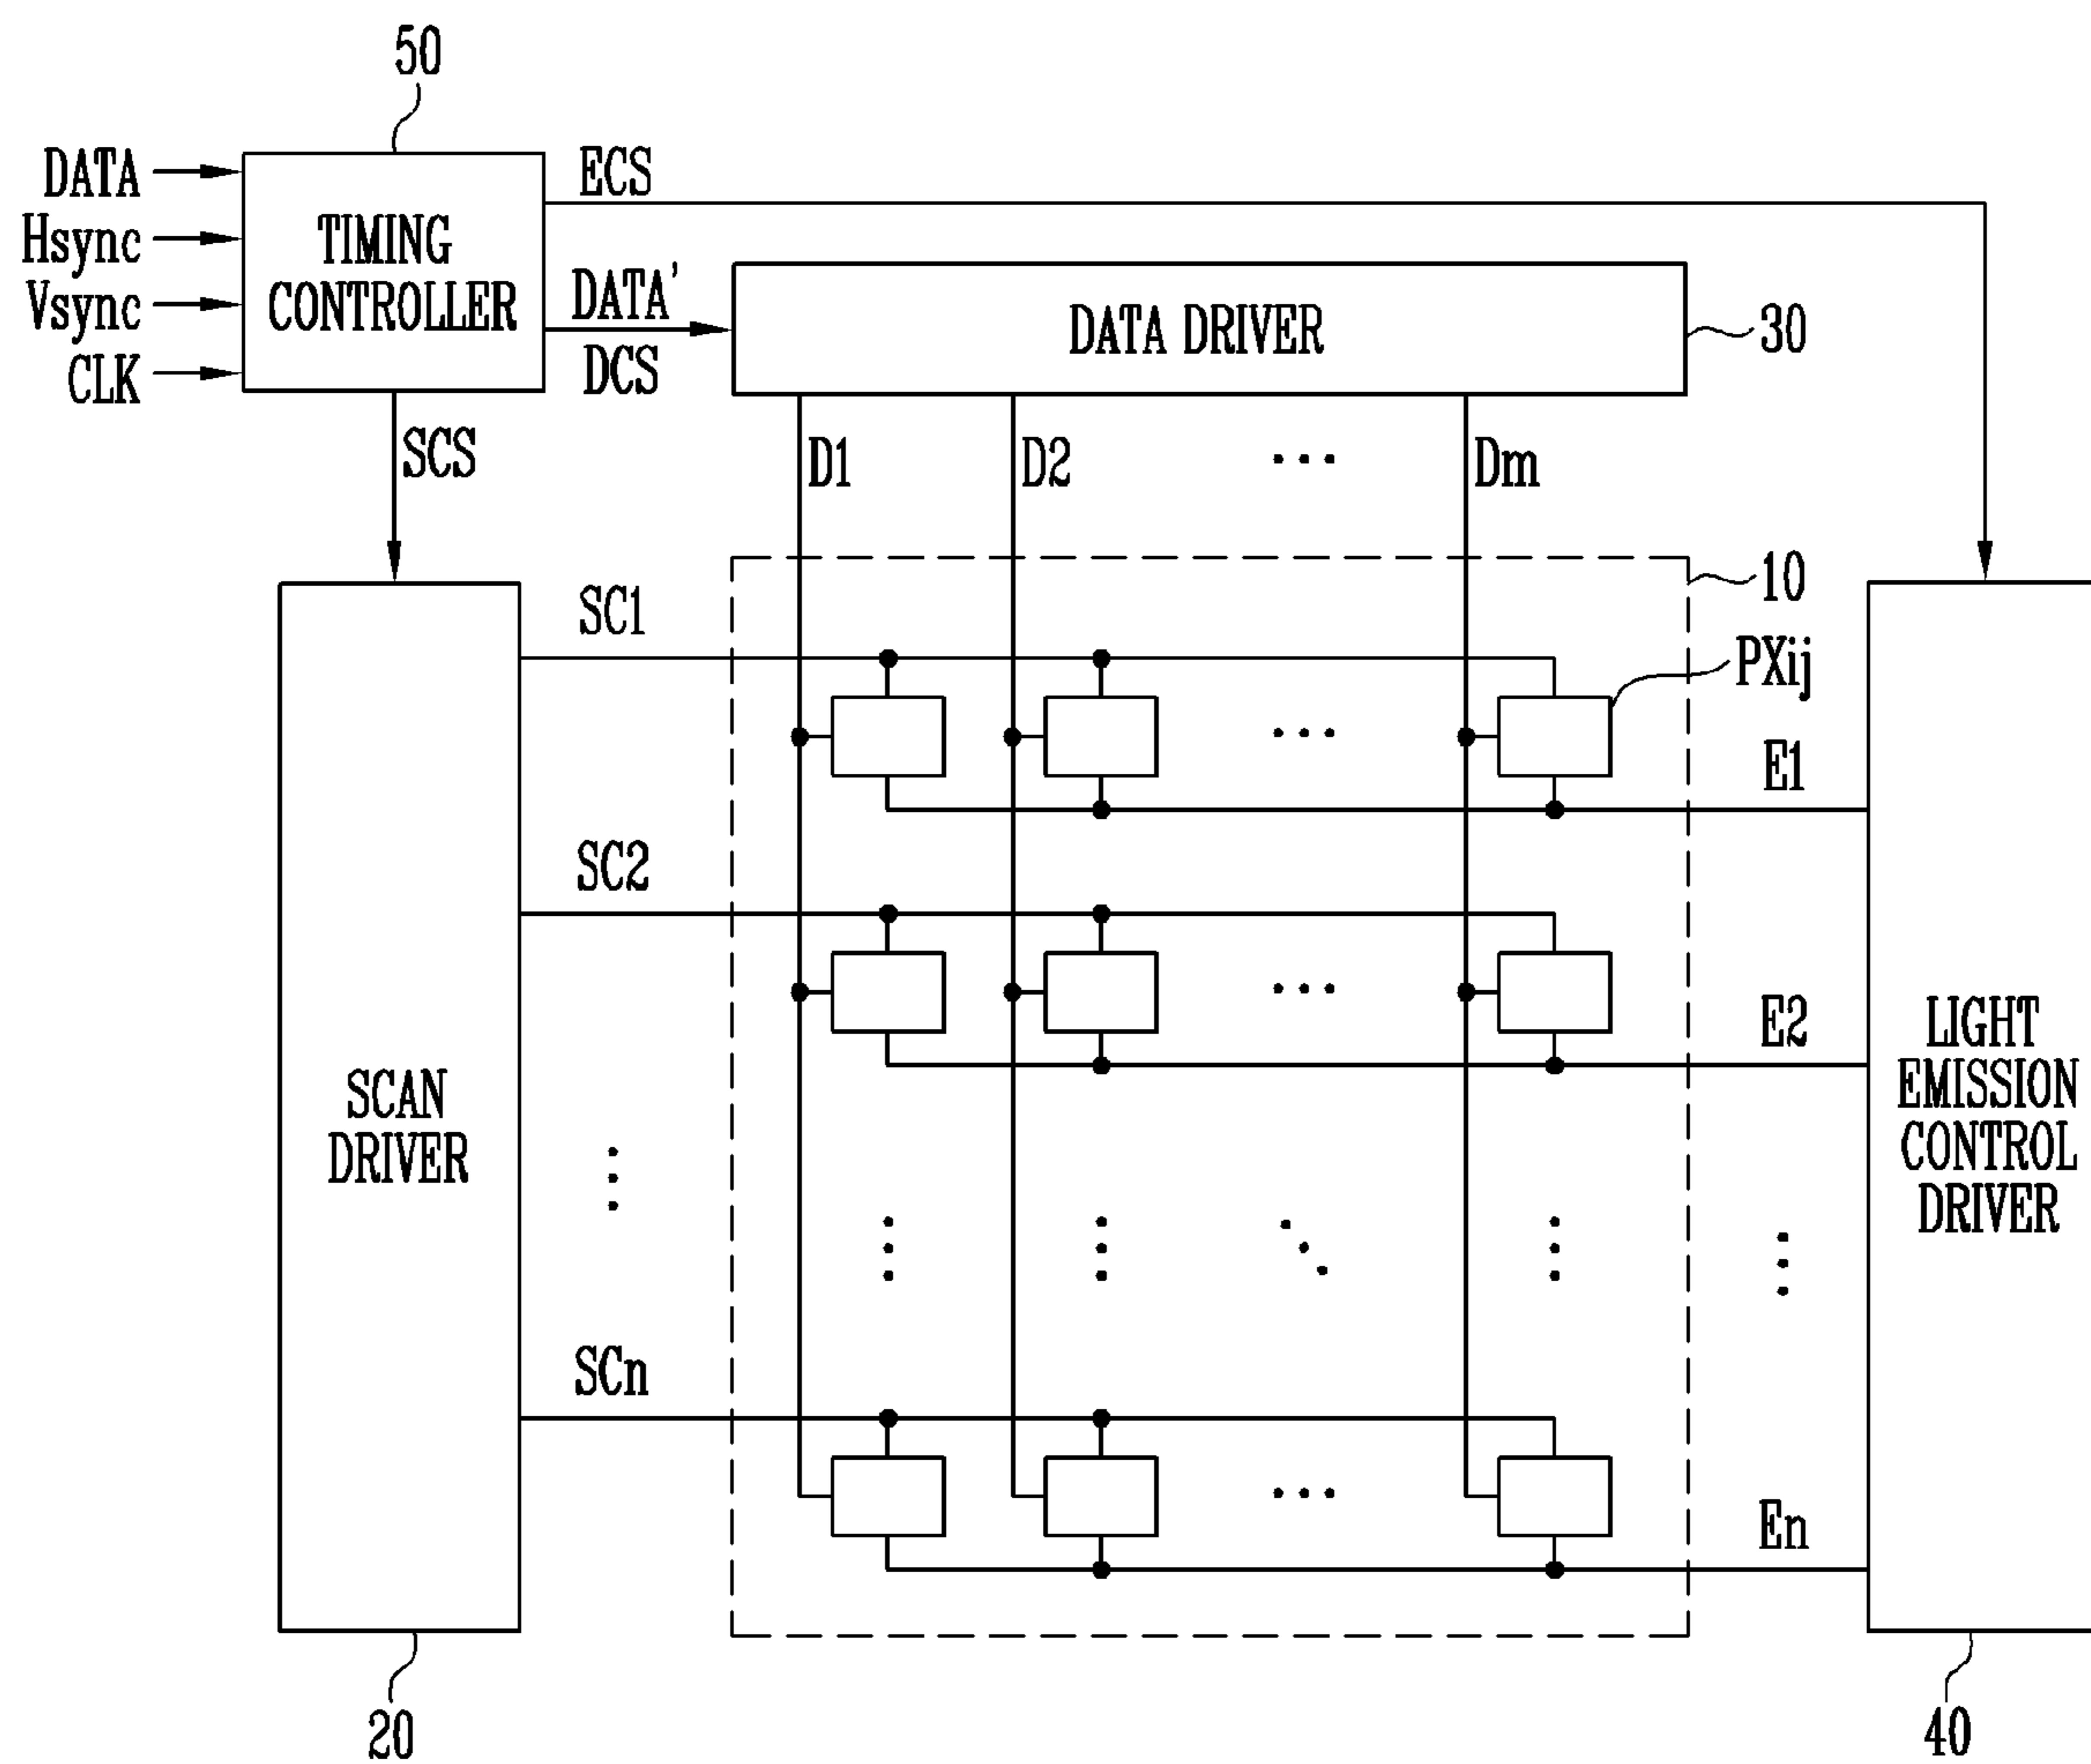 50
DATA
Hsync
Vsync
CLK
TIMING
CONTROLLER
ECS
DATA'
DCS
DATA DRIVER
30
SCS
D1
D2
...
Dm
10
SC1
PXij
...
E1
SC2
...
E2
SCAN
DRIVER
LIGHT
EMISSION
CONTROL
DRIVER
SCn
...
En
20
40